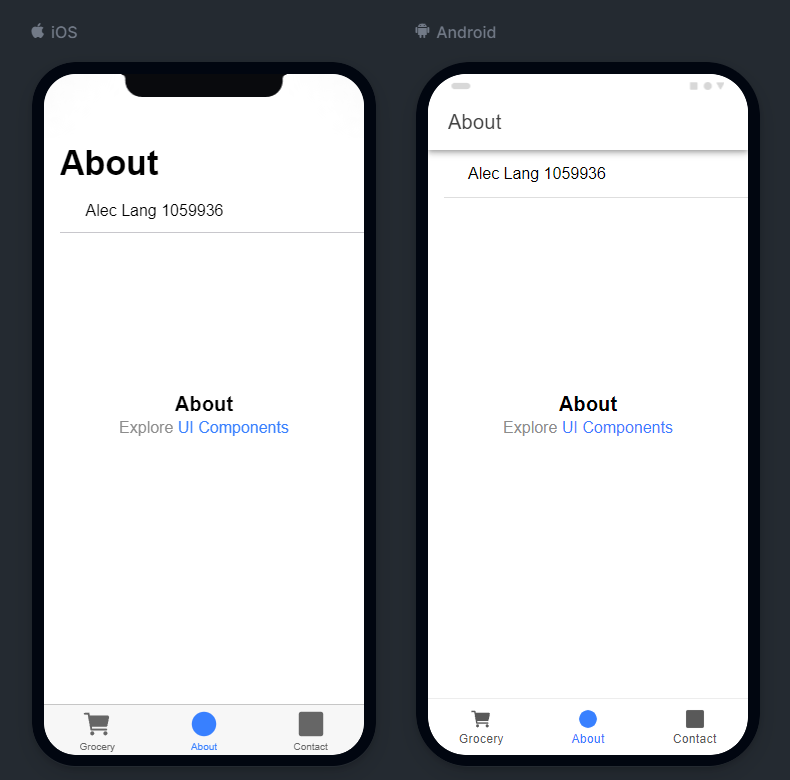 iOS
About
Alec Lang 1059936
About
Explore UI Components
Grocery About Contact
Android
About
Alec Lang 1059936
About
Explore UI Components
Grocery About Contact